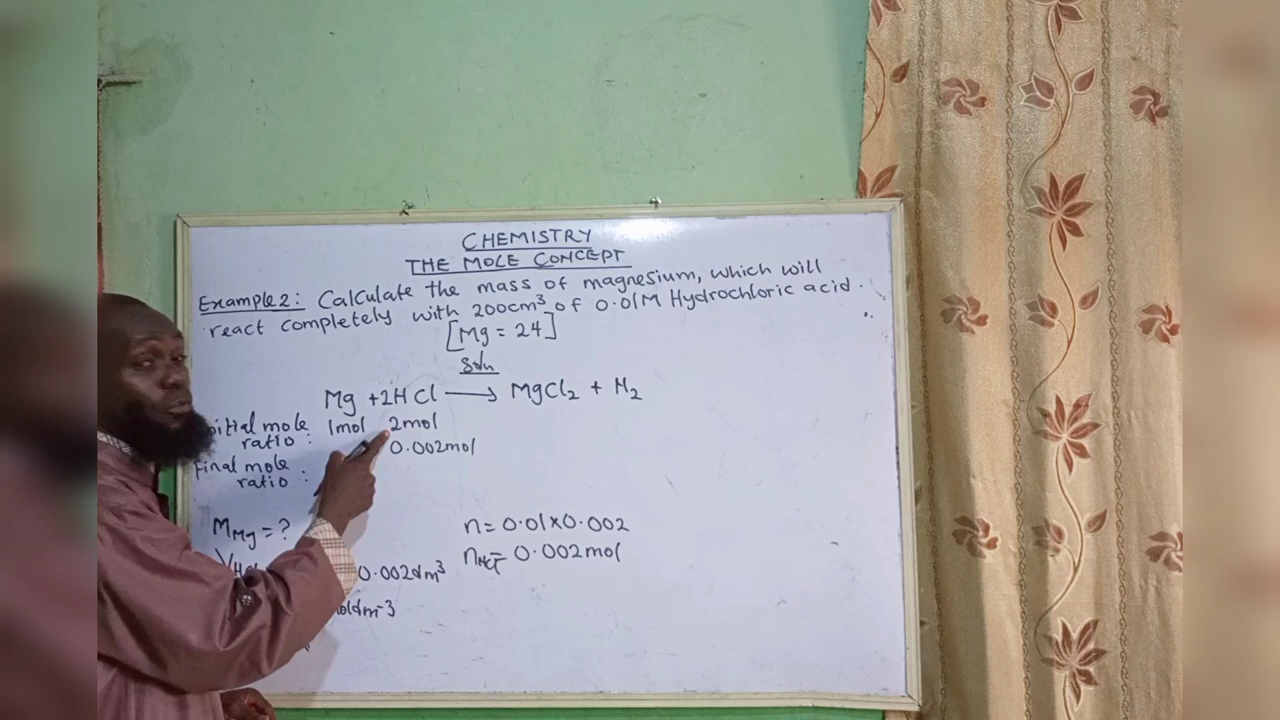 CHEMISTRY
THE MOLE CONCEPT
Example 2: Calculate the mass of magnesium, which will
react completely with 200cm³ of 0.01M Hydrochloric acid.
[Mg = 24]
Soln
Mg + 2HCl → MgCl₂ + H₂
mole 1mol 2mol
ratio : 0.002mol
Final mole
ratio :
M_Mg = ?
n = 0.01 x 0.002
0.002dm³
n_HCl = 0.002mol